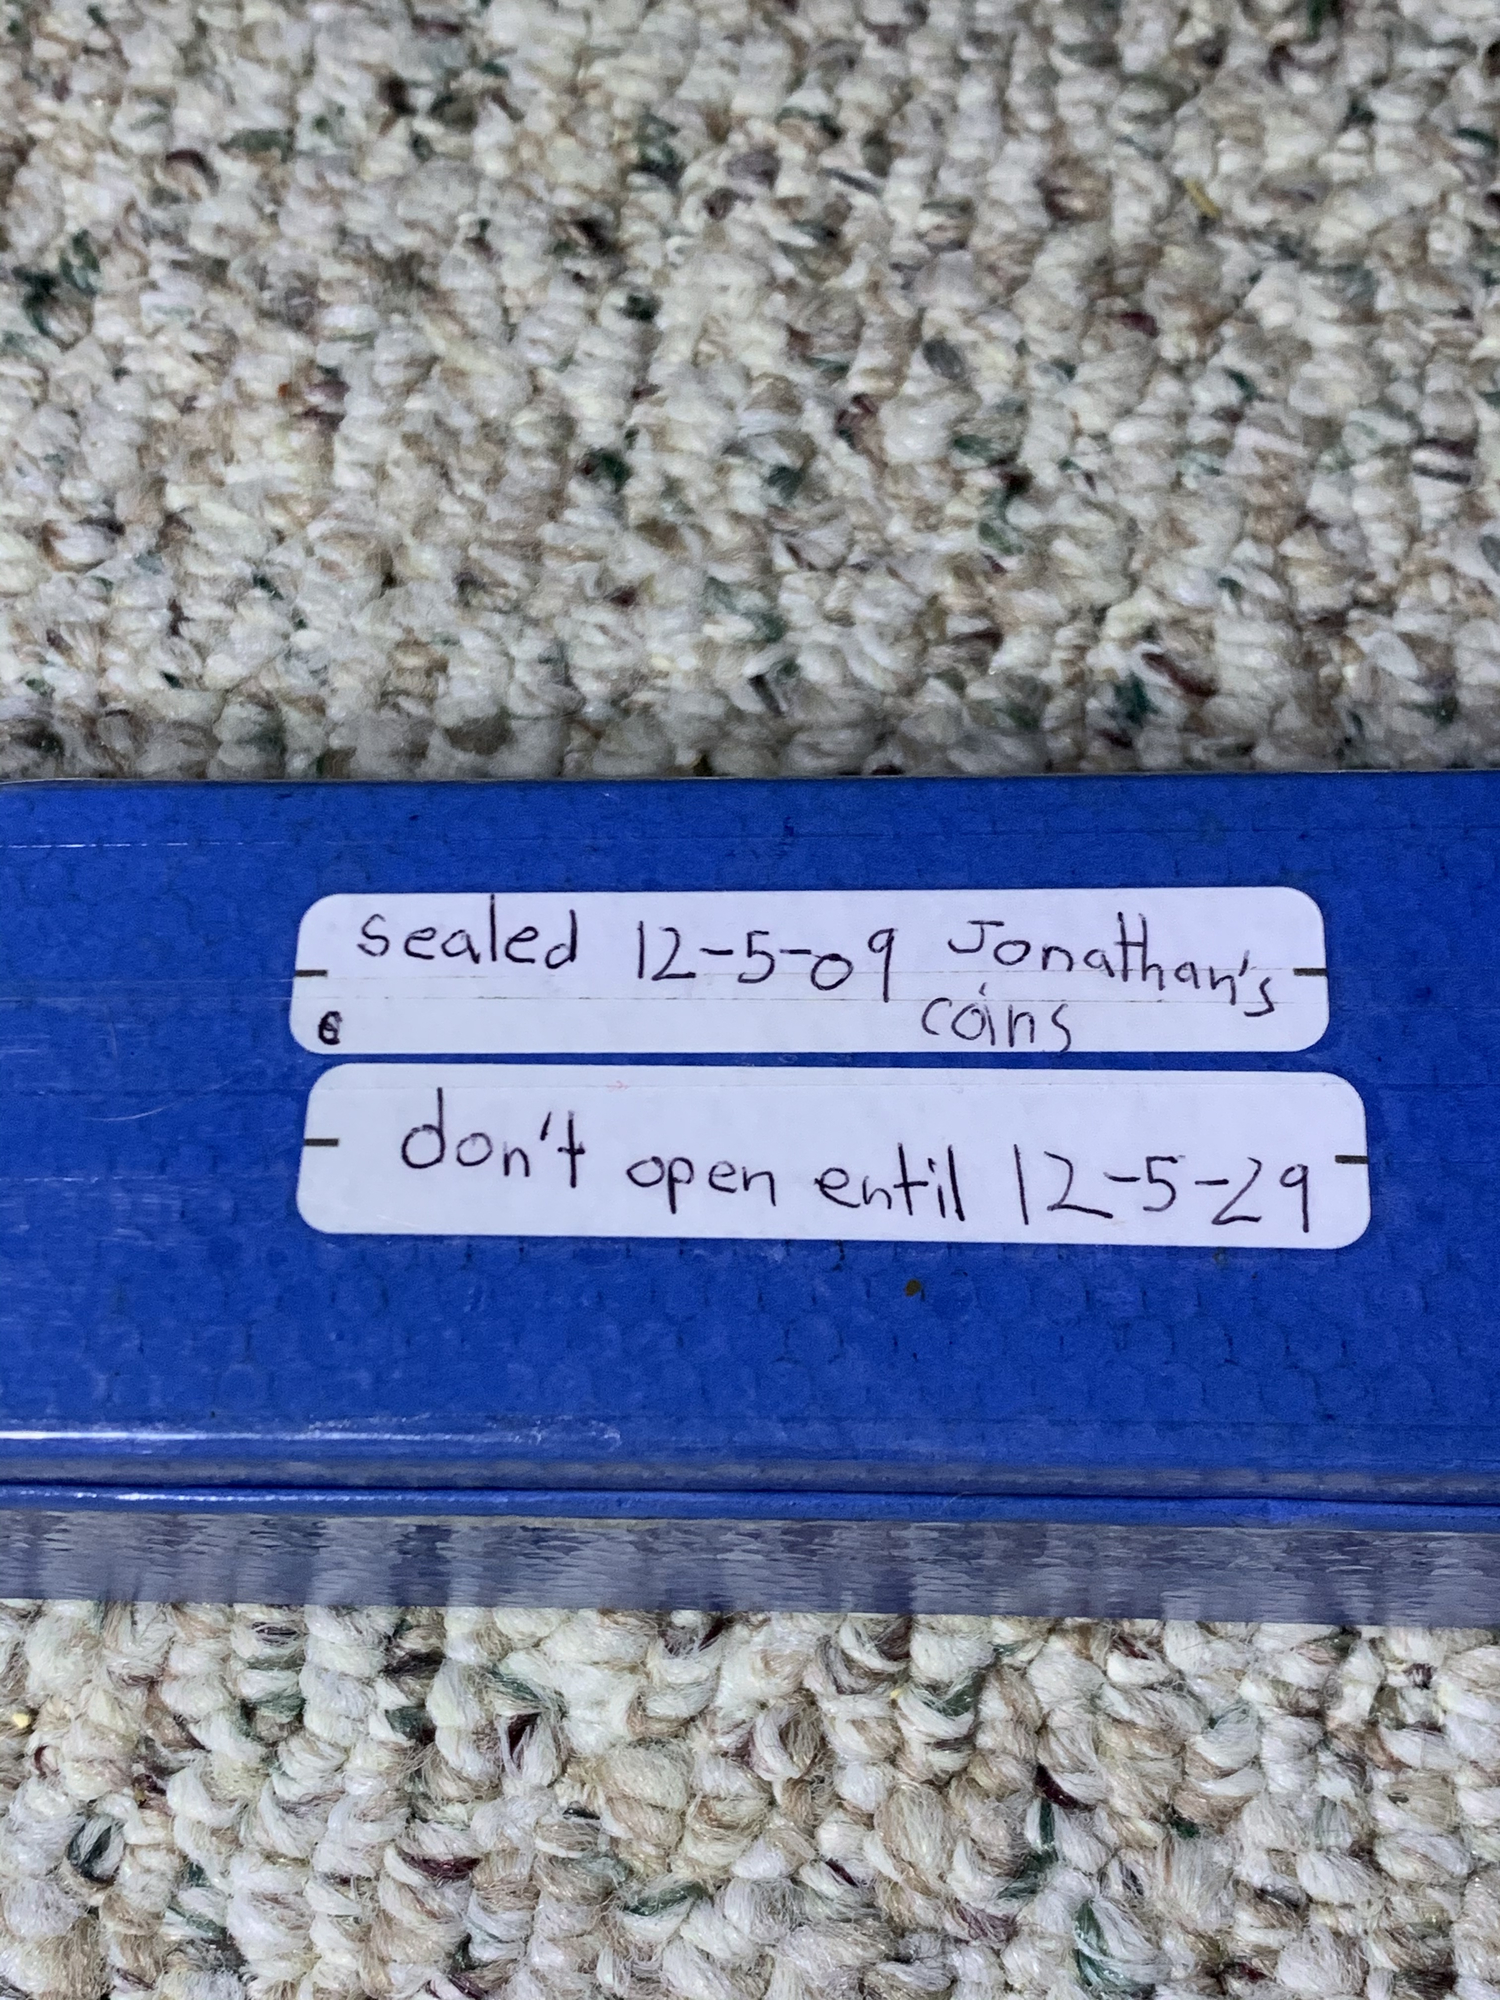 sealed 12-5-09 Jonathan's
coins
don't open entil 12-5-29